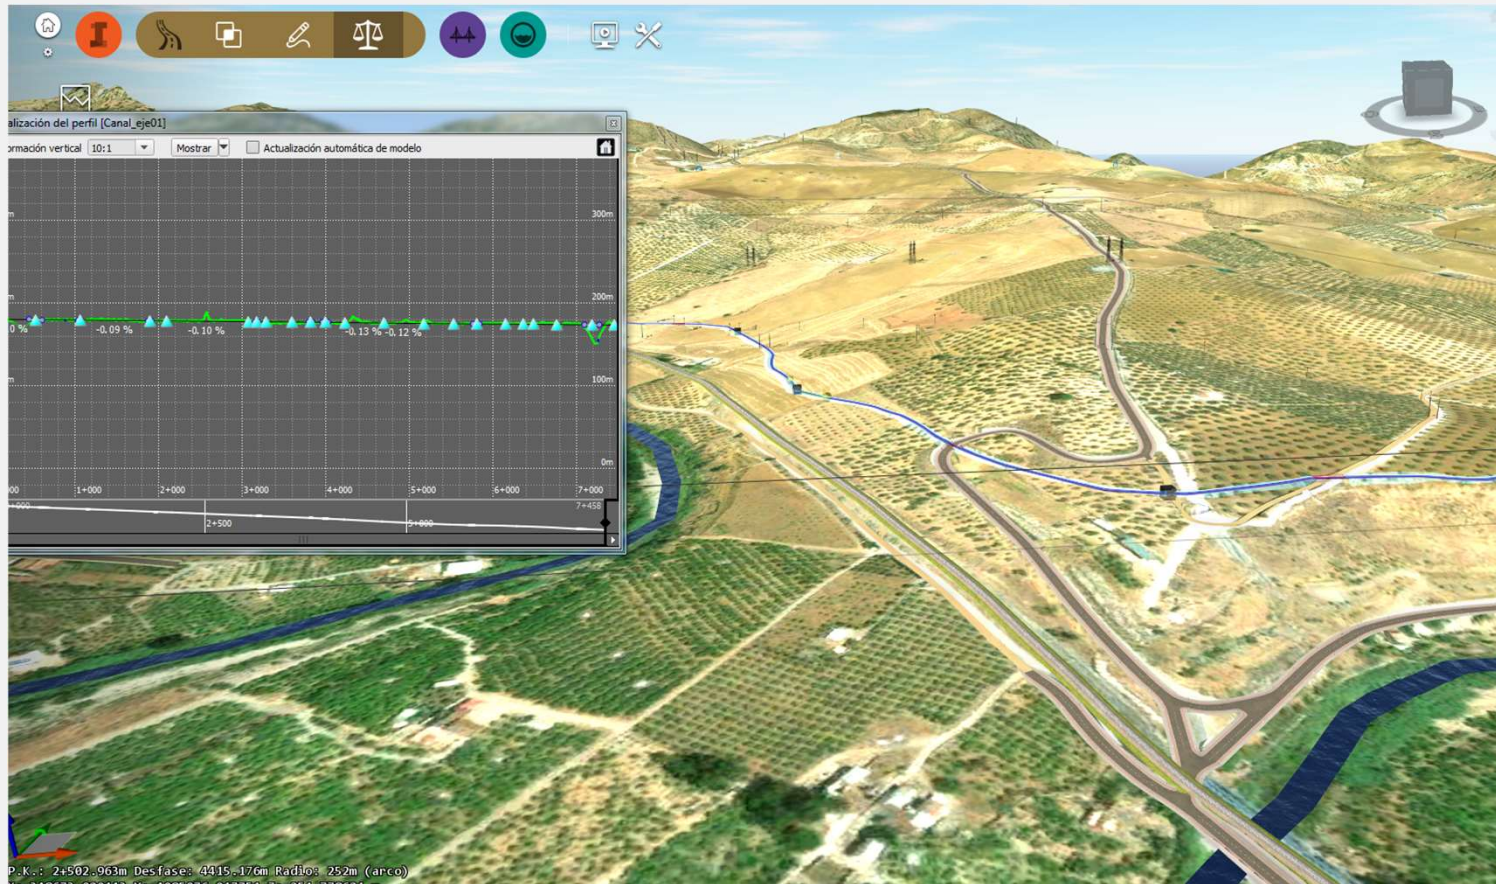 alización del perfil [Canal_eje01]
ormación vertical 10:1 Mostrar Actualización automática de modelo
300m
200m
0 % -0.09 % -0.10 % -0.13 % -0.12 %
100m
0m
1+000 2+000 3+000 4+000 5+000 6+000 7+000
7+458
2+500
P.K.: 2+502.963m Desfase: 4415.176m Radio: 252m (arco)